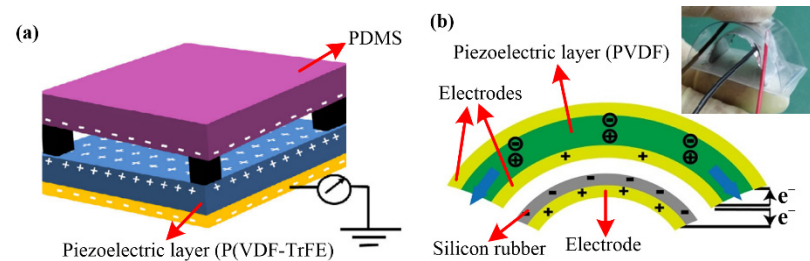 (a)
PDMS
Piezoelectric layer (P(VDF-TrFE)
(b)
Piezoelectric layer (PVDF)
Electrodes
e⁻
e⁻
Silicon rubber
Electrode